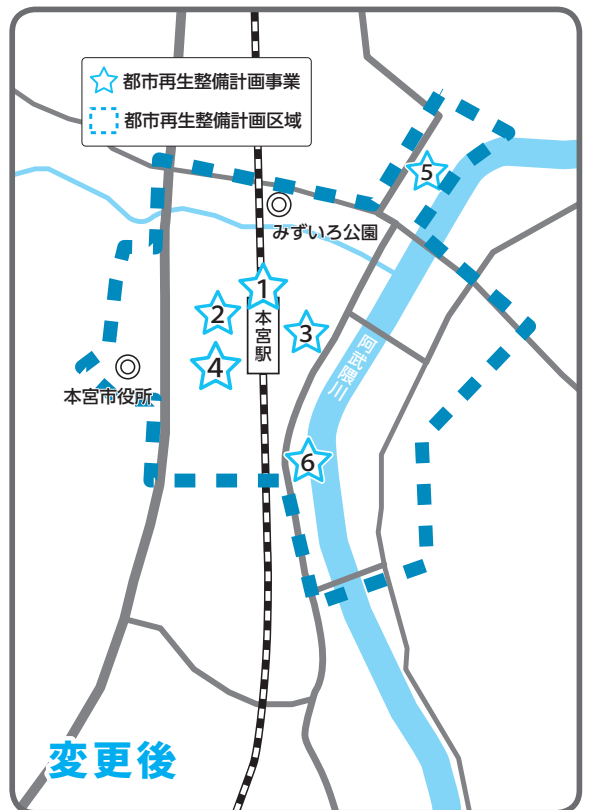 都市再生整備計画事業
都市再生整備計画区域
5
みずいろ公園
1
2
本宮駅
3
4
阿武隈川
本宮市役所
6
変更後